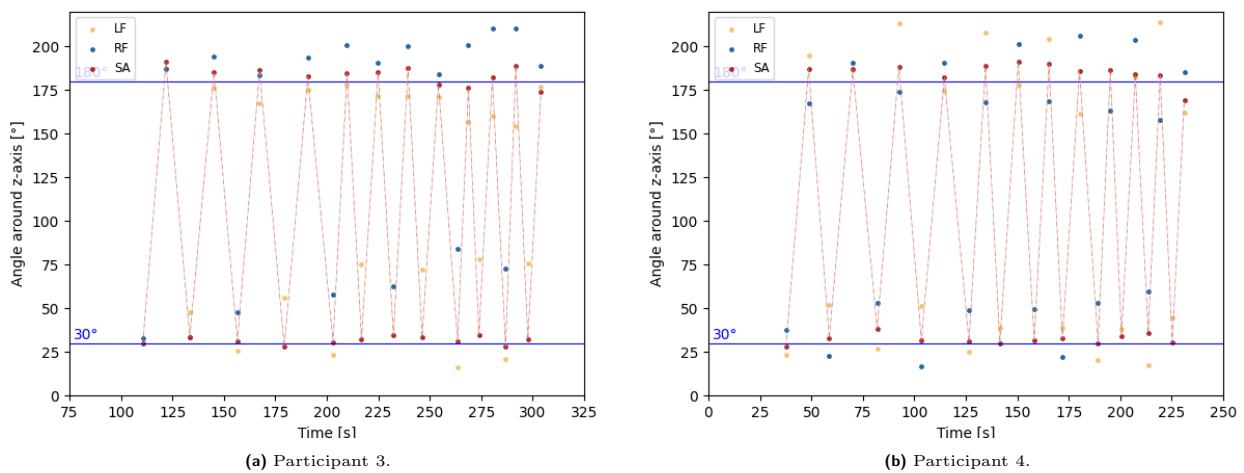 LF
RF
SA
180°
30°
200
175
150
125
100
75
50
25
0
Angle around z-axis [°]
75 100 125 150 175 200 225 250 275 300 325
Time [s]
(a) Participant 3.
LF
RF
SA
180°
30°
200
175
150
125
100
75
50
25
0
Angle around z-axis [°]
0 25 50 75 100 125 150 175 200 225 250
Time [s]
(b) Participant 4.